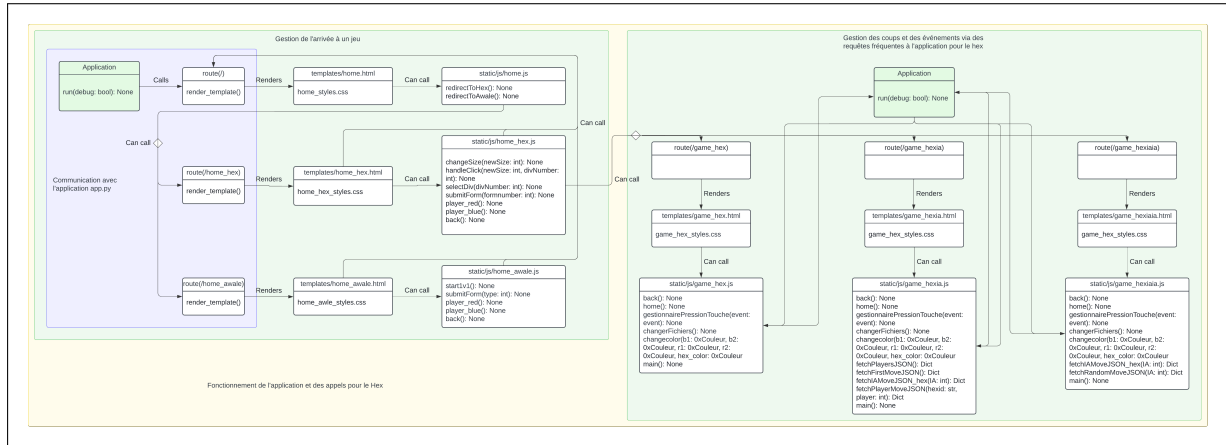 Gestion de l'arrivée à un jeu
Application
run(debug: bool): None
Calls
route(/)
render_template()
Renders
templates/home.html
home_styles.css
Can call
static/js/home.js
redirectToHex(): None
redirectToAwale(): None
Can call
Can call
Communication avec
l'application app.py
route(/home_hex)
render_template()
Renders
templates/home_hex.html
home_hex_styles.css
Can call
static/js/home_hex.js
changeSize(newSize: int): None
handleClick(newSize: int, divNumber:
int): None
selectDiv(divNumber: int): None
submitForm(formnumber: int): None
player_red(): None
player_blue(): None
back(): None
Can call
route(/home_awale)
render_template()
Renders
templates/home_awale.html
home_awle_styles.css
Can call
static/js/home_awale.js
start1v1(): None
submitForm(type: int): None
player_red(): None
player_blue(): None
back(): None
Fonctionnement de l'application et des appels pour le Hex
Gestion des coups et des événements via des
requêtes fréquentes à l'application pour le hex
Application
run(debug: bool): None
route(/game_hex)
Renders
templates/game_hex.html
game_hex_styles.css
Can call
static/js/game_hex.js
back(): None
home(): None
gestionnairePressionTouche(event:
event): None
changerFichiers(): None
changecolor(b1: 0xCouleur, b2:
0xCouleur, r1: 0xCouleur, r2:
0xCouleur, hex_color: 0xCouleur
main(): None
route(/game_hexia)
Renders
templates/game_hexia.html
game_hex_styles.css
Can call
static/js/game_hexia.js
back(): None
home(): None
gestionnairePressionTouche(event:
event): None
changerFichiers(): None
changecolor(b1: 0xCouleur, b2:
0xCouleur, r1: 0xCouleur, r2:
0xCouleur, hex_color: 0xCouleur
fetchPlayersJSON(): Dict
fetchFirstMoveJSON(): Dict
fetchIAMoveJSON_hex(IA: int): Dict
fetchPlayerMoveJSON(hexid: str,
player: int): Dict
main(): None
route(/game_hexiaia)
Renders
templates/game_hexiaia.html
game_hex_styles.css
Can call
static/js/game_hexiaia.js
back(): None
home(): None
gestionnairePressionTouche(event:
event): None
changerFichiers(): None
changecolor(b1: 0xCouleur, b2:
0xCouleur, r1: 0xCouleur, r2:
0xCouleur, hex_color: 0xCouleur
fetchIAMoveJSON_hex(IA: int): Dict
fetchRandomMoveJSON(IA: int): Dict
main(): None